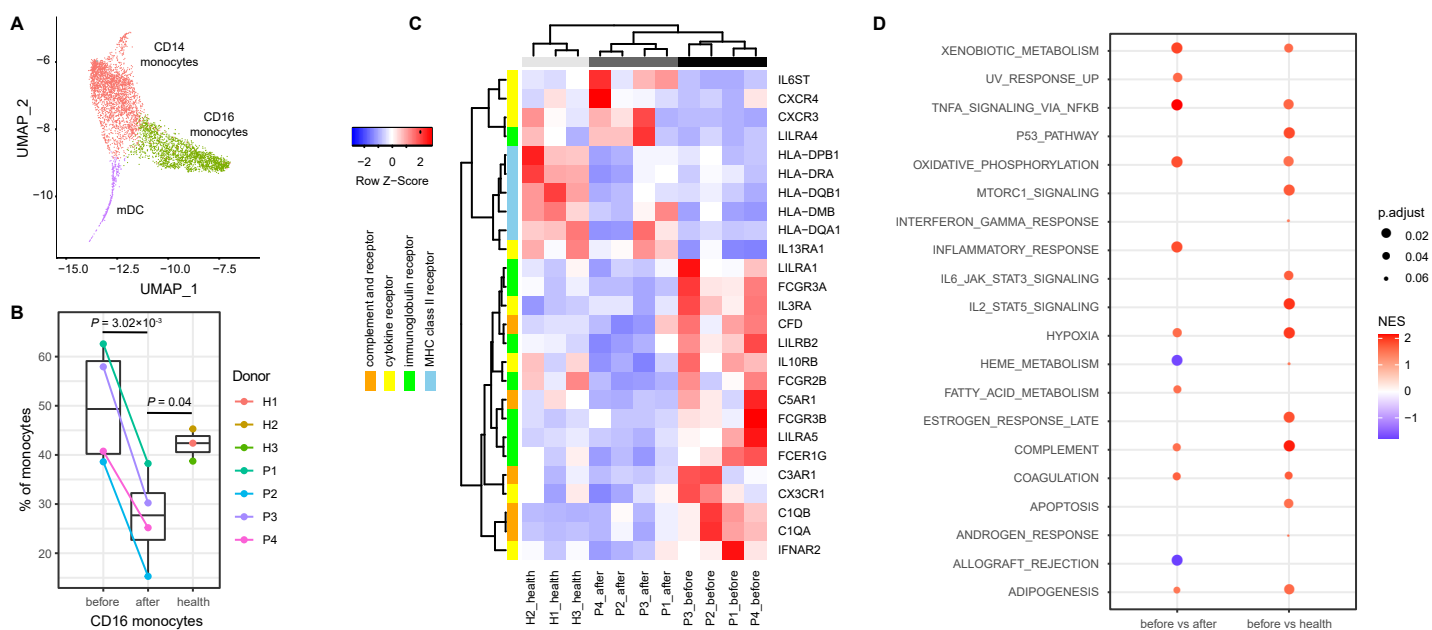 A
CD14
monocytes
CD16
monocytes
mDC
−6
−8
−10
UMAP_2
−15.0
−12.5
−10.0
−7.5
UMAP_1
B
P = 3.02×10⁻³
P = 0.04
60
50
40
30
20
% of monocytes
before
after
health
CD16 monocytes
Donor
H1
H2
H3
P1
P2
P3
P4
C
−2
0
2
Row Z−Score
complement and receptor
cytokine receptor
immunoglobulin receptor
MHC class II receptor
IL6ST
CXCR4
CXCR3
LILRA4
HLA−DPB1
HLA−DRA
HLA−DQB1
HLA−DMB
HLA−DQA1
IL13RA1
LILRA1
FCGR3A
IL3RA
CFD
LILRB2
IL10RB
FCGR2B
C5AR1
FCGR3B
LILRA5
FCER1G
C3AR1
CX3CR1
C1QB
C1QA
IFNAR2
H2_health
H1_health
H3_health
P4_after
P2_after
P3_after
P1_after
P3_before
P2_before
P1_before
P4_before
D
XENOBIOTIC_METABOLISM
UV_RESPONSE_UP
TNFA_SIGNALING_VIA_NFKB
P53_PATHWAY
OXIDATIVE_PHOSPHORYLATION
MTORC1_SIGNALING
INTERFERON_GAMMA_RESPONSE
INFLAMMATORY_RESPONSE
IL6_JAK_STAT3_SIGNALING
IL2_STAT5_SIGNALING
HYPOXIA
HEME_METABOLISM
FATTY_ACID_METABOLISM
ESTROGEN_RESPONSE_LATE
COMPLEMENT
COAGULATION
APOPTOSIS
ANDROGEN_RESPONSE
ALLOGRAFT_REJECTION
ADIPOGENESIS
before vs after
before vs health
p.adjust
0.02
0.04
0.06
NES
2
1
0
−1